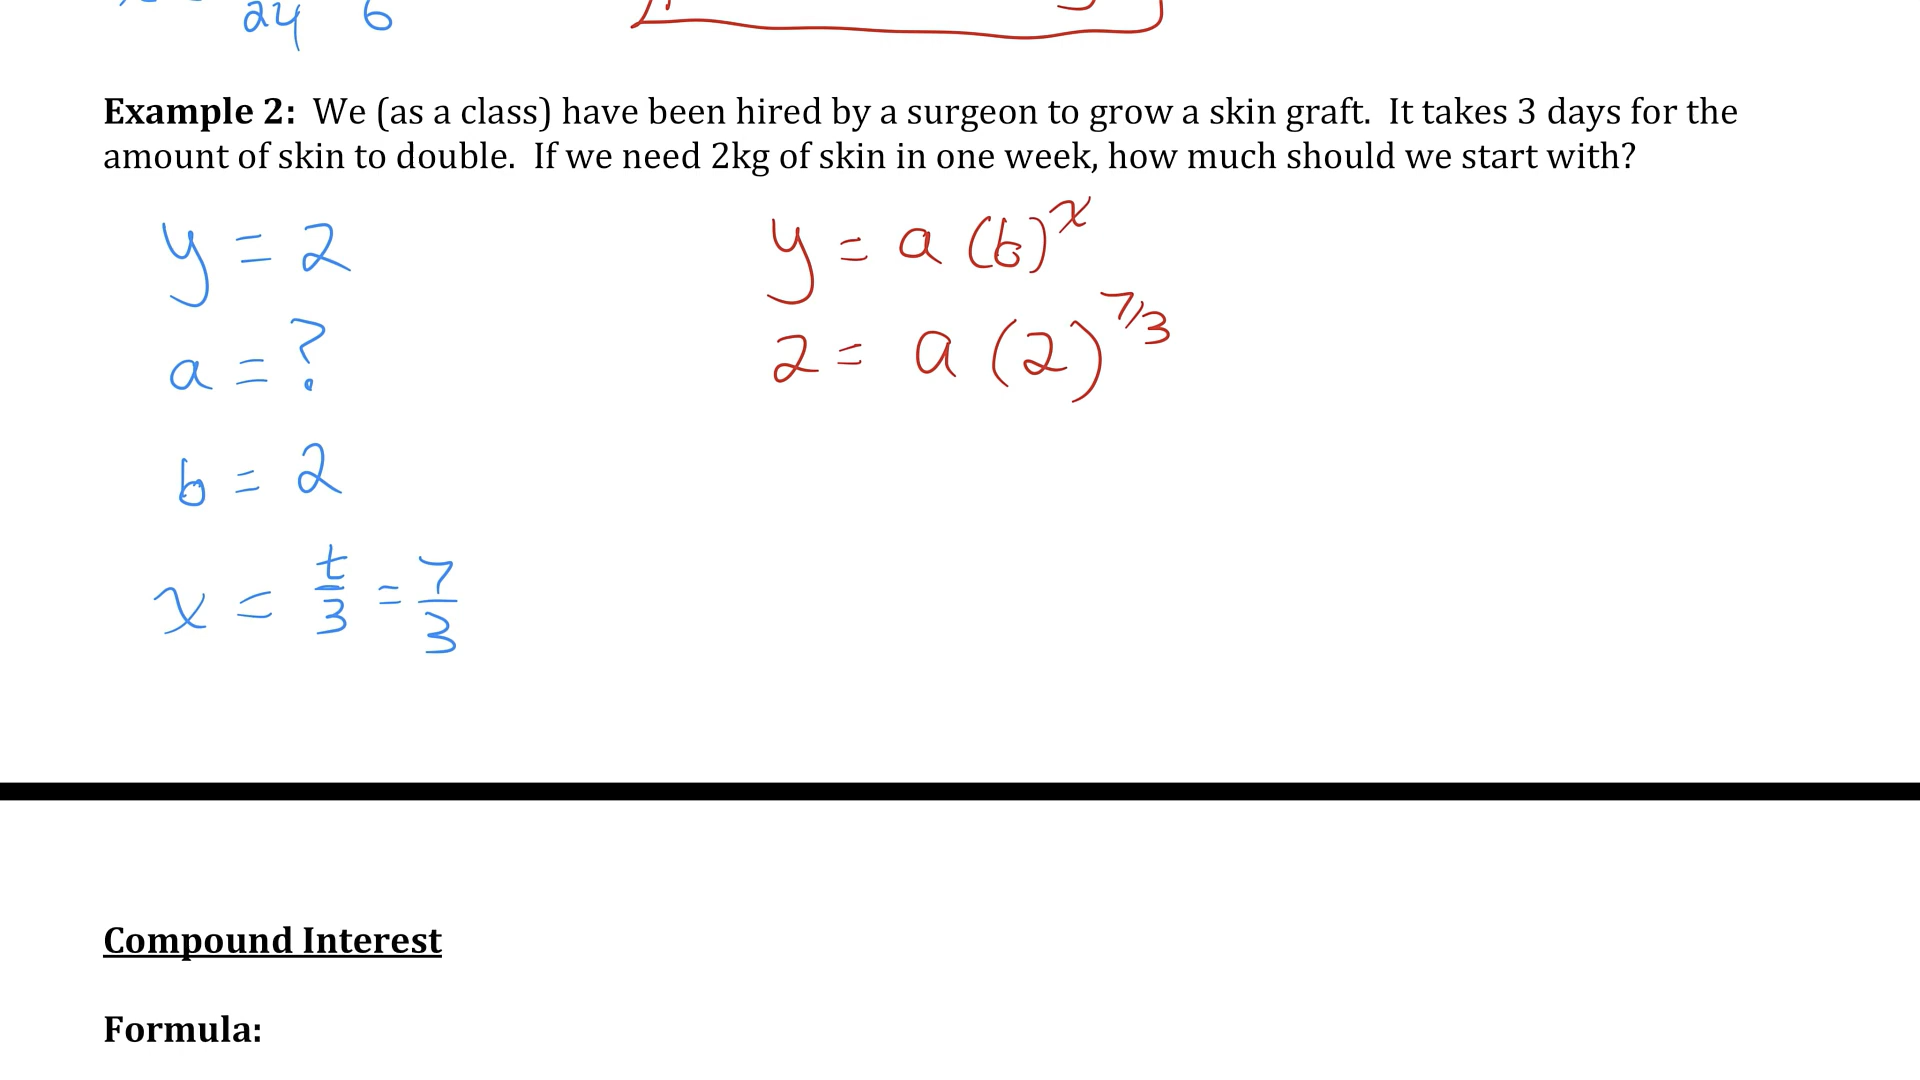 24 6
Example 2: We (as a class) have been hired by a surgeon to grow a skin graft. It takes 3 days for the
amount of skin to double. If we need 2kg of skin in one week, how much should we start with?
y = 2
a = ?
b = 2
x = t/3 = 7/3
y = a (b)^x
2 = a (2)^7/3
Compound Interest
Formula: